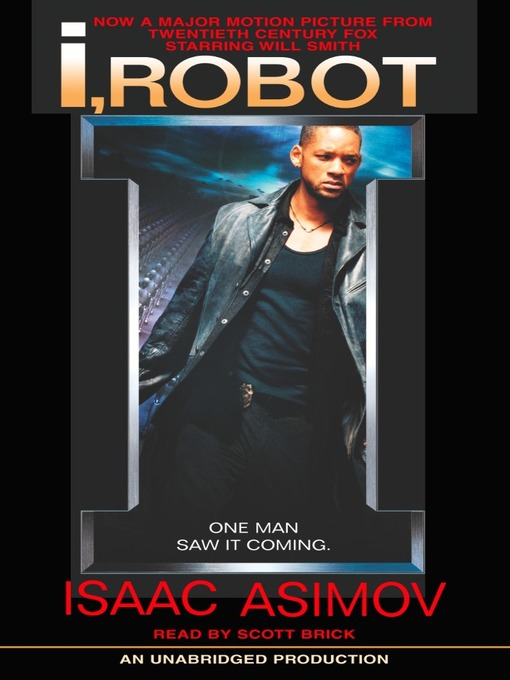 NOW A MAJOR MOTION PICTURE FROM
TWENTIETH CENTURY FOX
STARRING WILL SMITH
i,ROBOT
ONE MAN
SAW IT COMING.
ISAAC ASIMOV
READ BY SCOTT BRICK
AN UNABRIDGED PRODUCTION